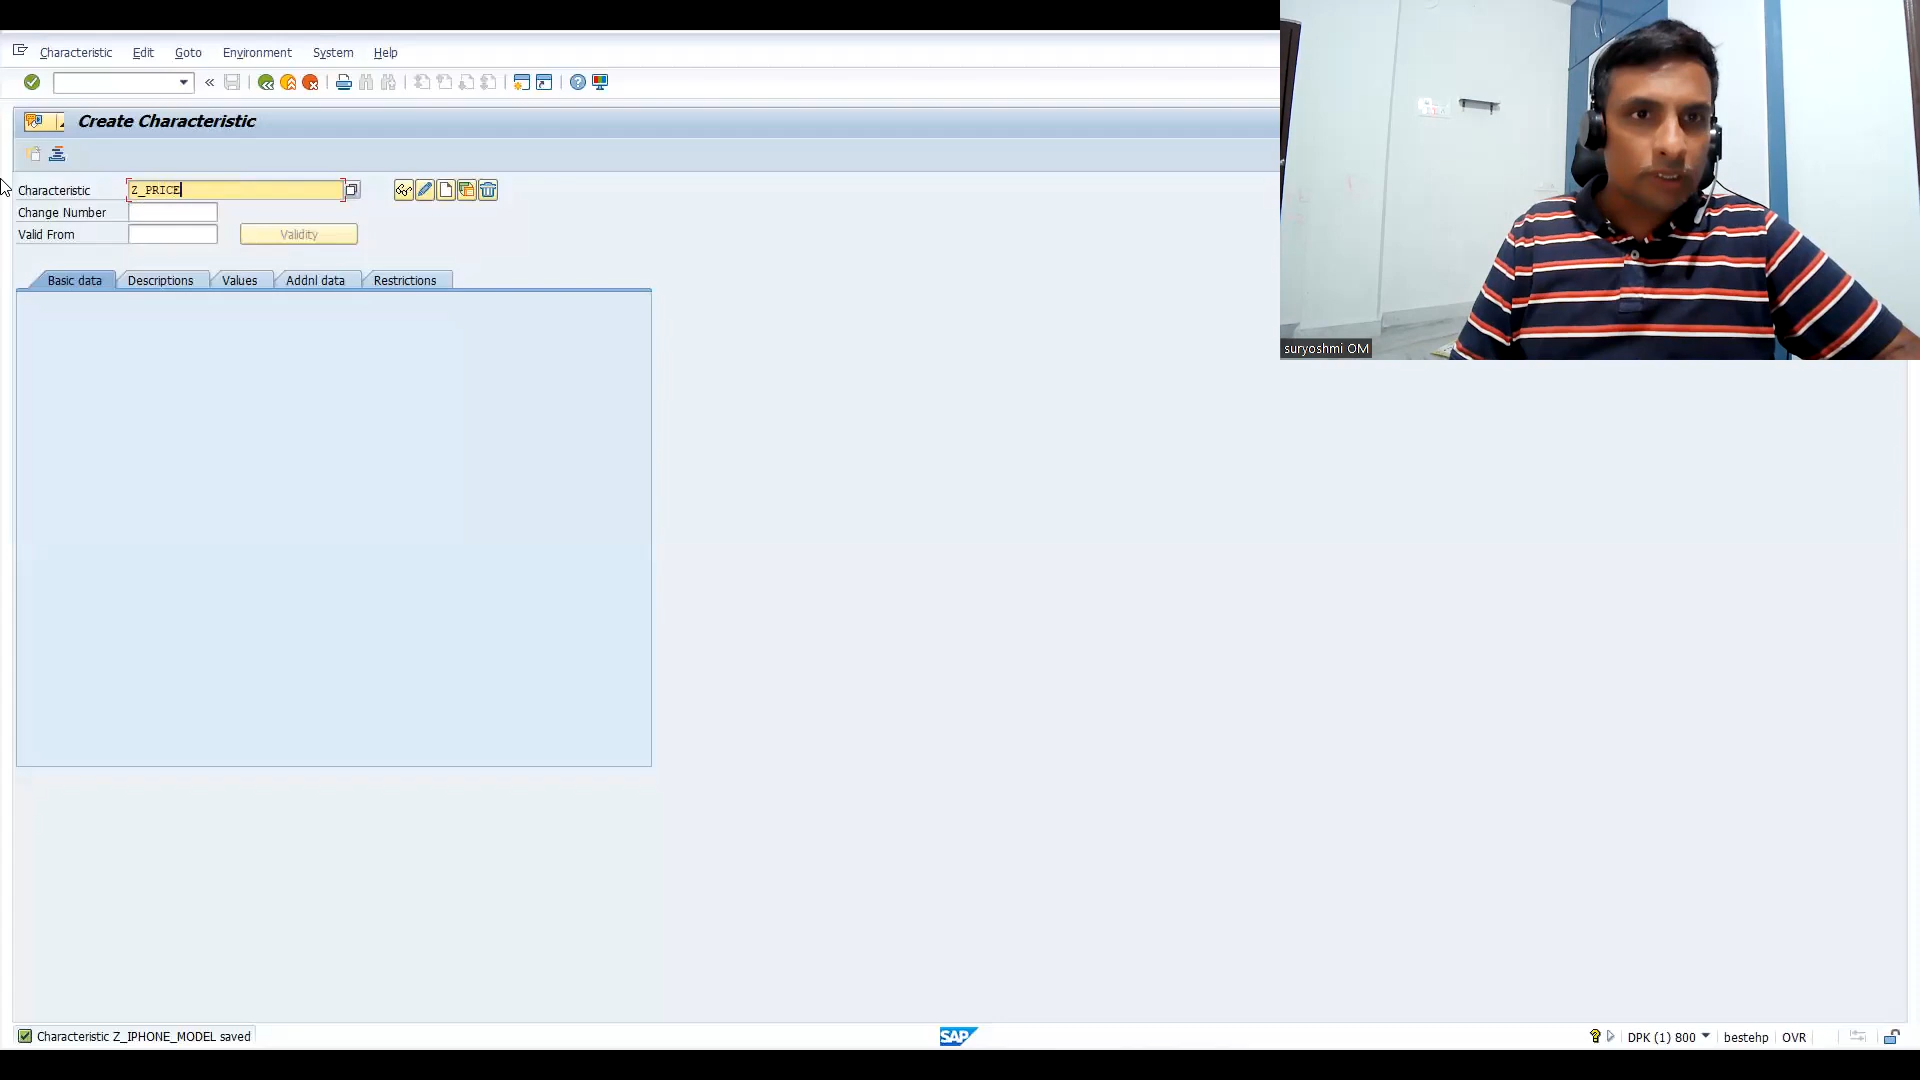 Characteristic Edit Goto Environment System Help
Create Characteristic
Characteristic Z_PRICE
Change Number
Valid From Validity
Basic data Descriptions Values Addnl data Restrictions
suryoshmi OM
Characteristic Z_IPHONE_MODEL saved
SAP
DPK (1) 800 bestehp OVR